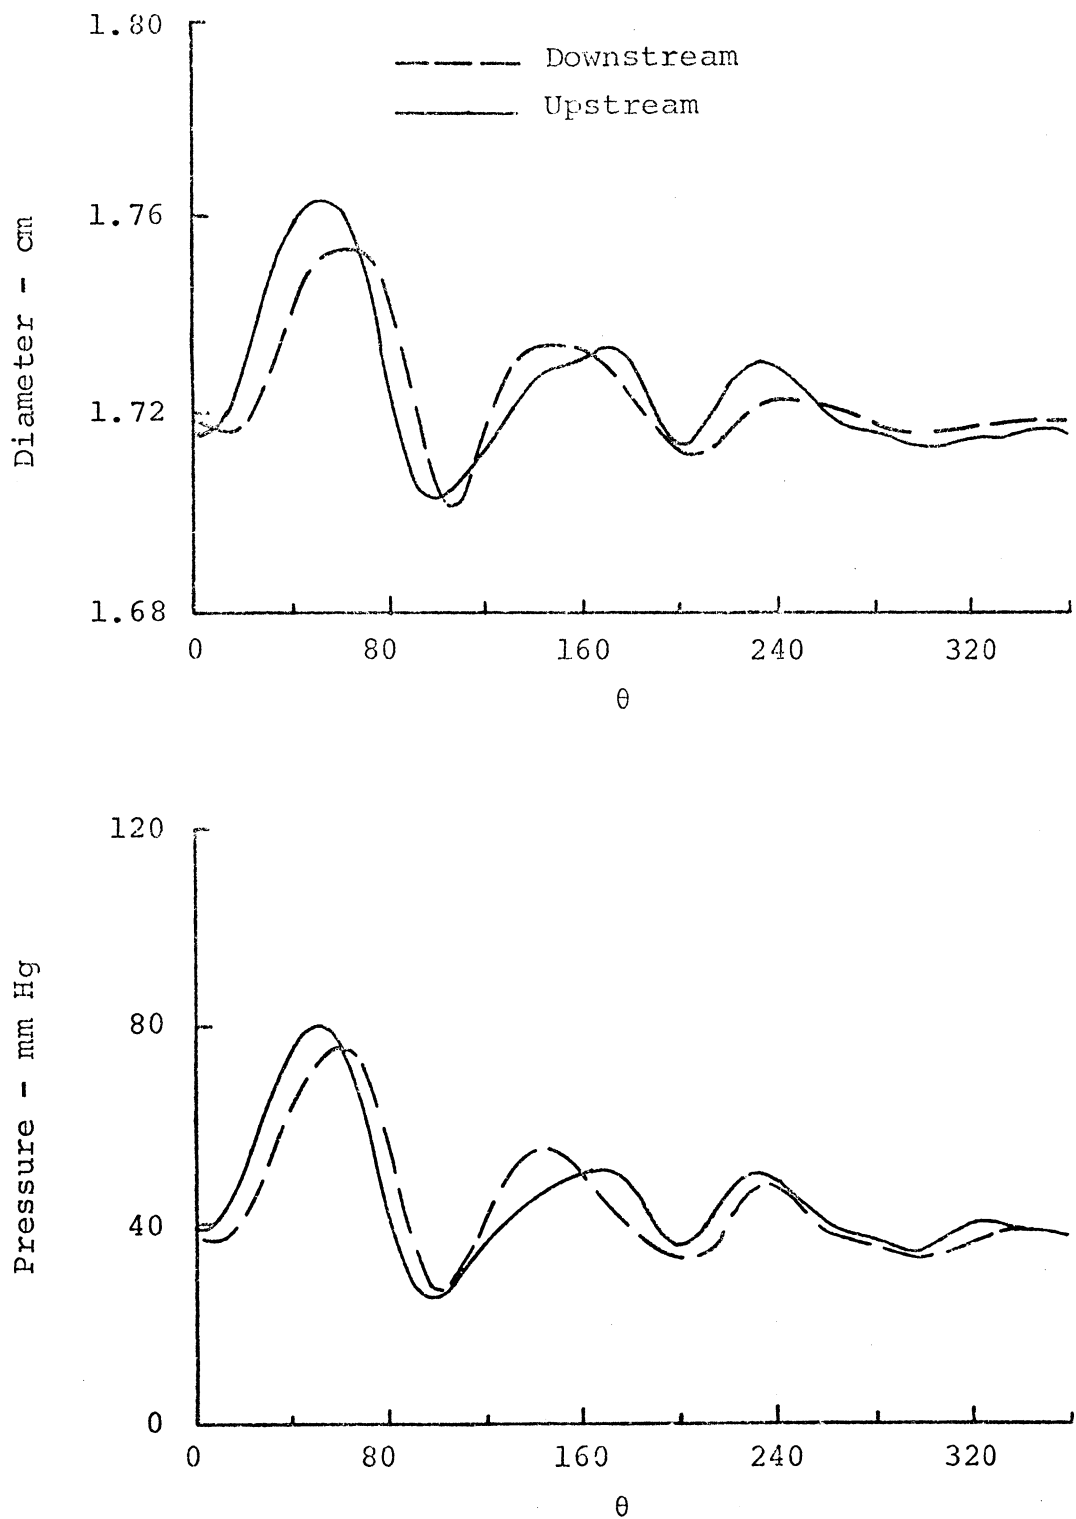 1.80
Downstream
Upstream
1.76
Diameter - cm
1.72
1.68
0 80 160 240 320
θ
120
Pressure - mm Hg
80
40
0
0 80 160 240 320
θ